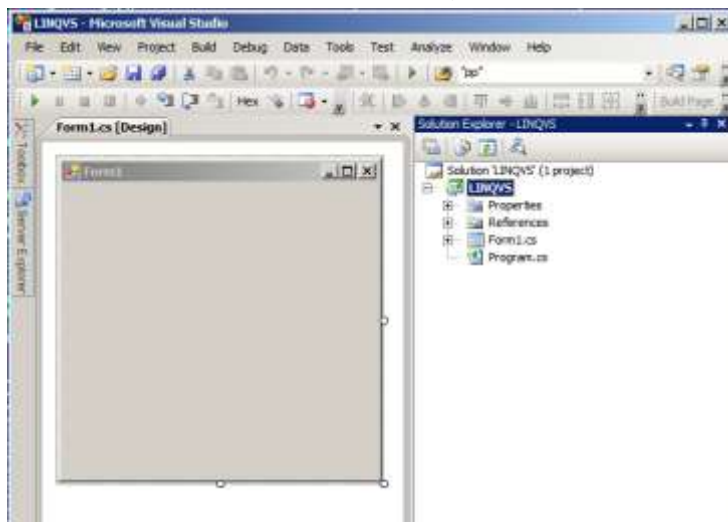 LINQVS - Microsoft Visual Studio
File Edit View Project Build Debug Data Tools Test Analyze Window Help
Hex
Build Page
Form1.cs [Design]
Solution Explorer - LINQVS
Toolbox
Server Explorer
Form1
Solution 'LINQVS' (1 project)
LINQVS
Properties
References
Form1.cs
Program.cs